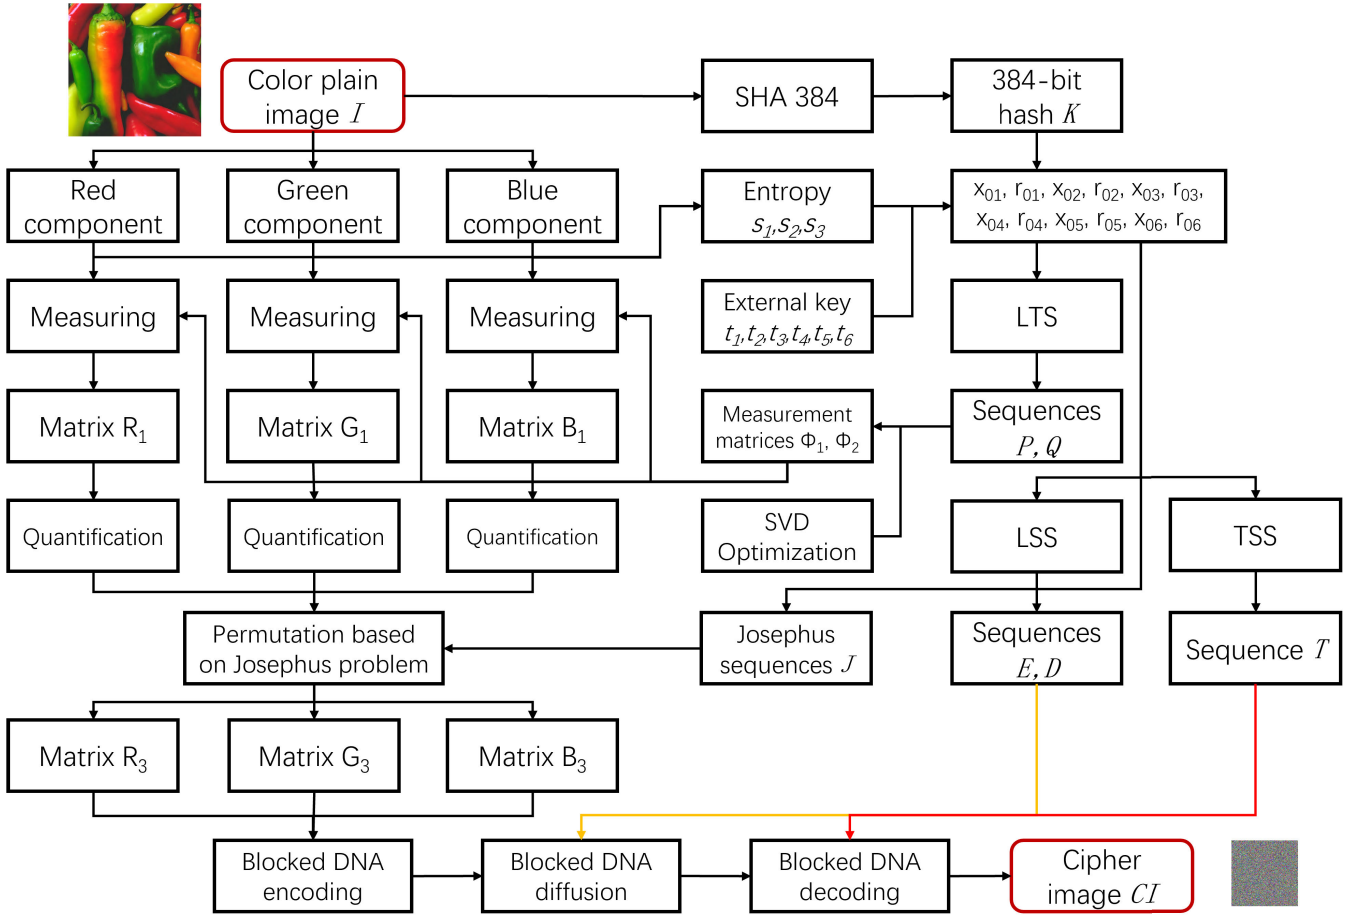 Color plain
image I
SHA 384
384-bit
hash K
Red
component
Green
component
Blue
component
Entropy
s₁,s₂,s₃
x₀₁, r₀₁, x₀₂, r₀₂, x₀₃, r₀₃,
x₀₄, r₀₄, x₀₅, r₀₅, x₀₆, r₀₆
Measuring
Measuring
Measuring
External key
t₁,t₂,t₃,t₄,t₅,t₆
LTS
Matrix R₁
Matrix G₁
Matrix B₁
Measurement
matrices Φ₁, Φ₂
Sequences
P, Q
Quantification
Quantification
Quantification
SVD
Optimization
LSS
TSS
Permutation based
on Josephus problem
Josephus
sequences J
Sequences
E, D
Sequence T
Matrix R₃
Matrix G₃
Matrix B₃
Blocked DNA
encoding
Blocked DNA
diffusion
Blocked DNA
decoding
Cipher
image CI